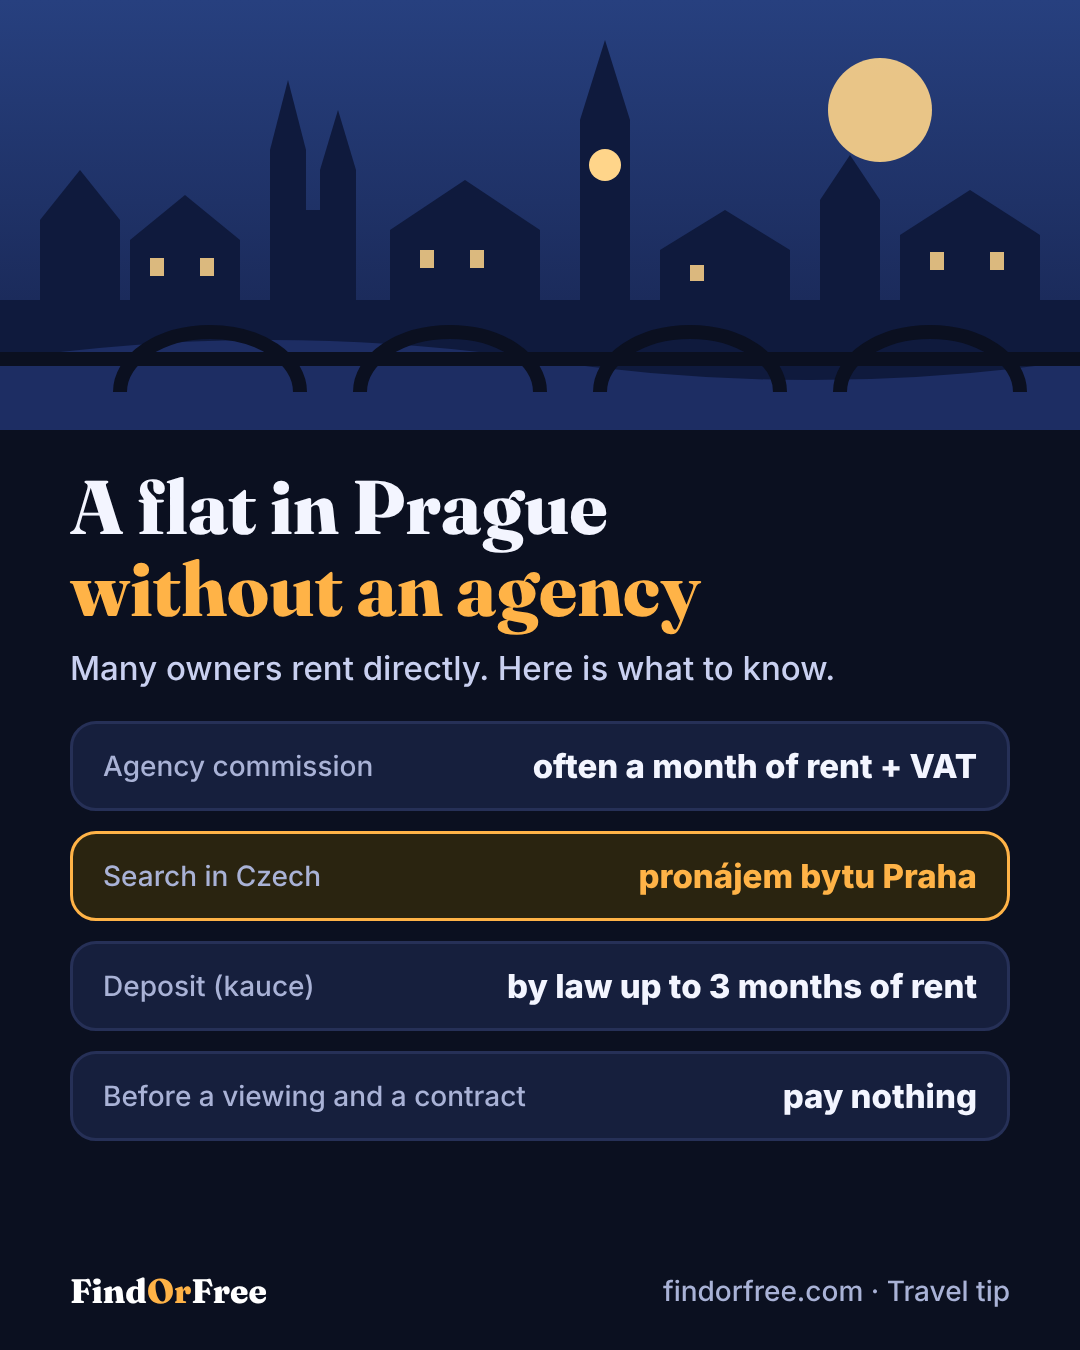 A flat in Prague
without an agency
Many owners rent directly. Here is what to know.
Agency commission often a month of rent + VAT
Search in Czech pronájem bytu Praha
Deposit (kauce) by law up to 3 months of rent
Before a viewing and a contract pay nothing
FindOrFree findorfree.com · Travel tip